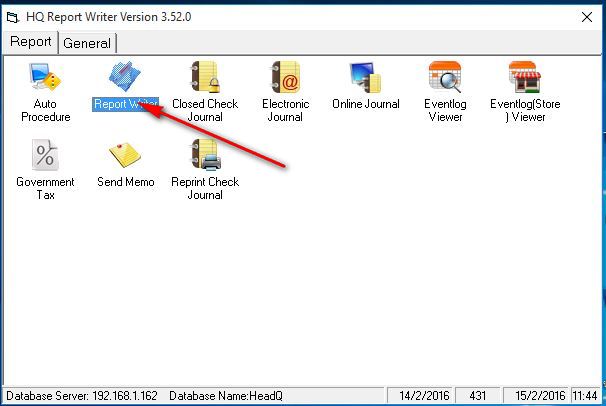 HQ Report Writer Version 3.52.0
Report General
Auto Procedure
Report Writer
Closed Check Journal
Electronic Journal
Online Journal
Eventlog Viewer
Eventlog(Store) Viewer
Government Tax
Send Memo
Reprint Check Journal
Database Server: 192.168.1.162 Database Name:HeadQ 14/2/2016 431 15/2/2016 11:44